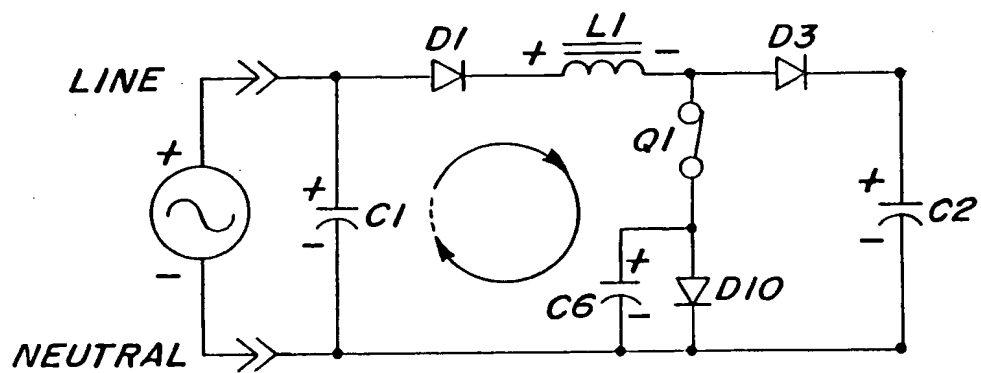 LINE
D1
+ L1 -
D3
+
-
+ C1
-
Q1
+ C2
-
C6 +
-
D10
NEUTRAL